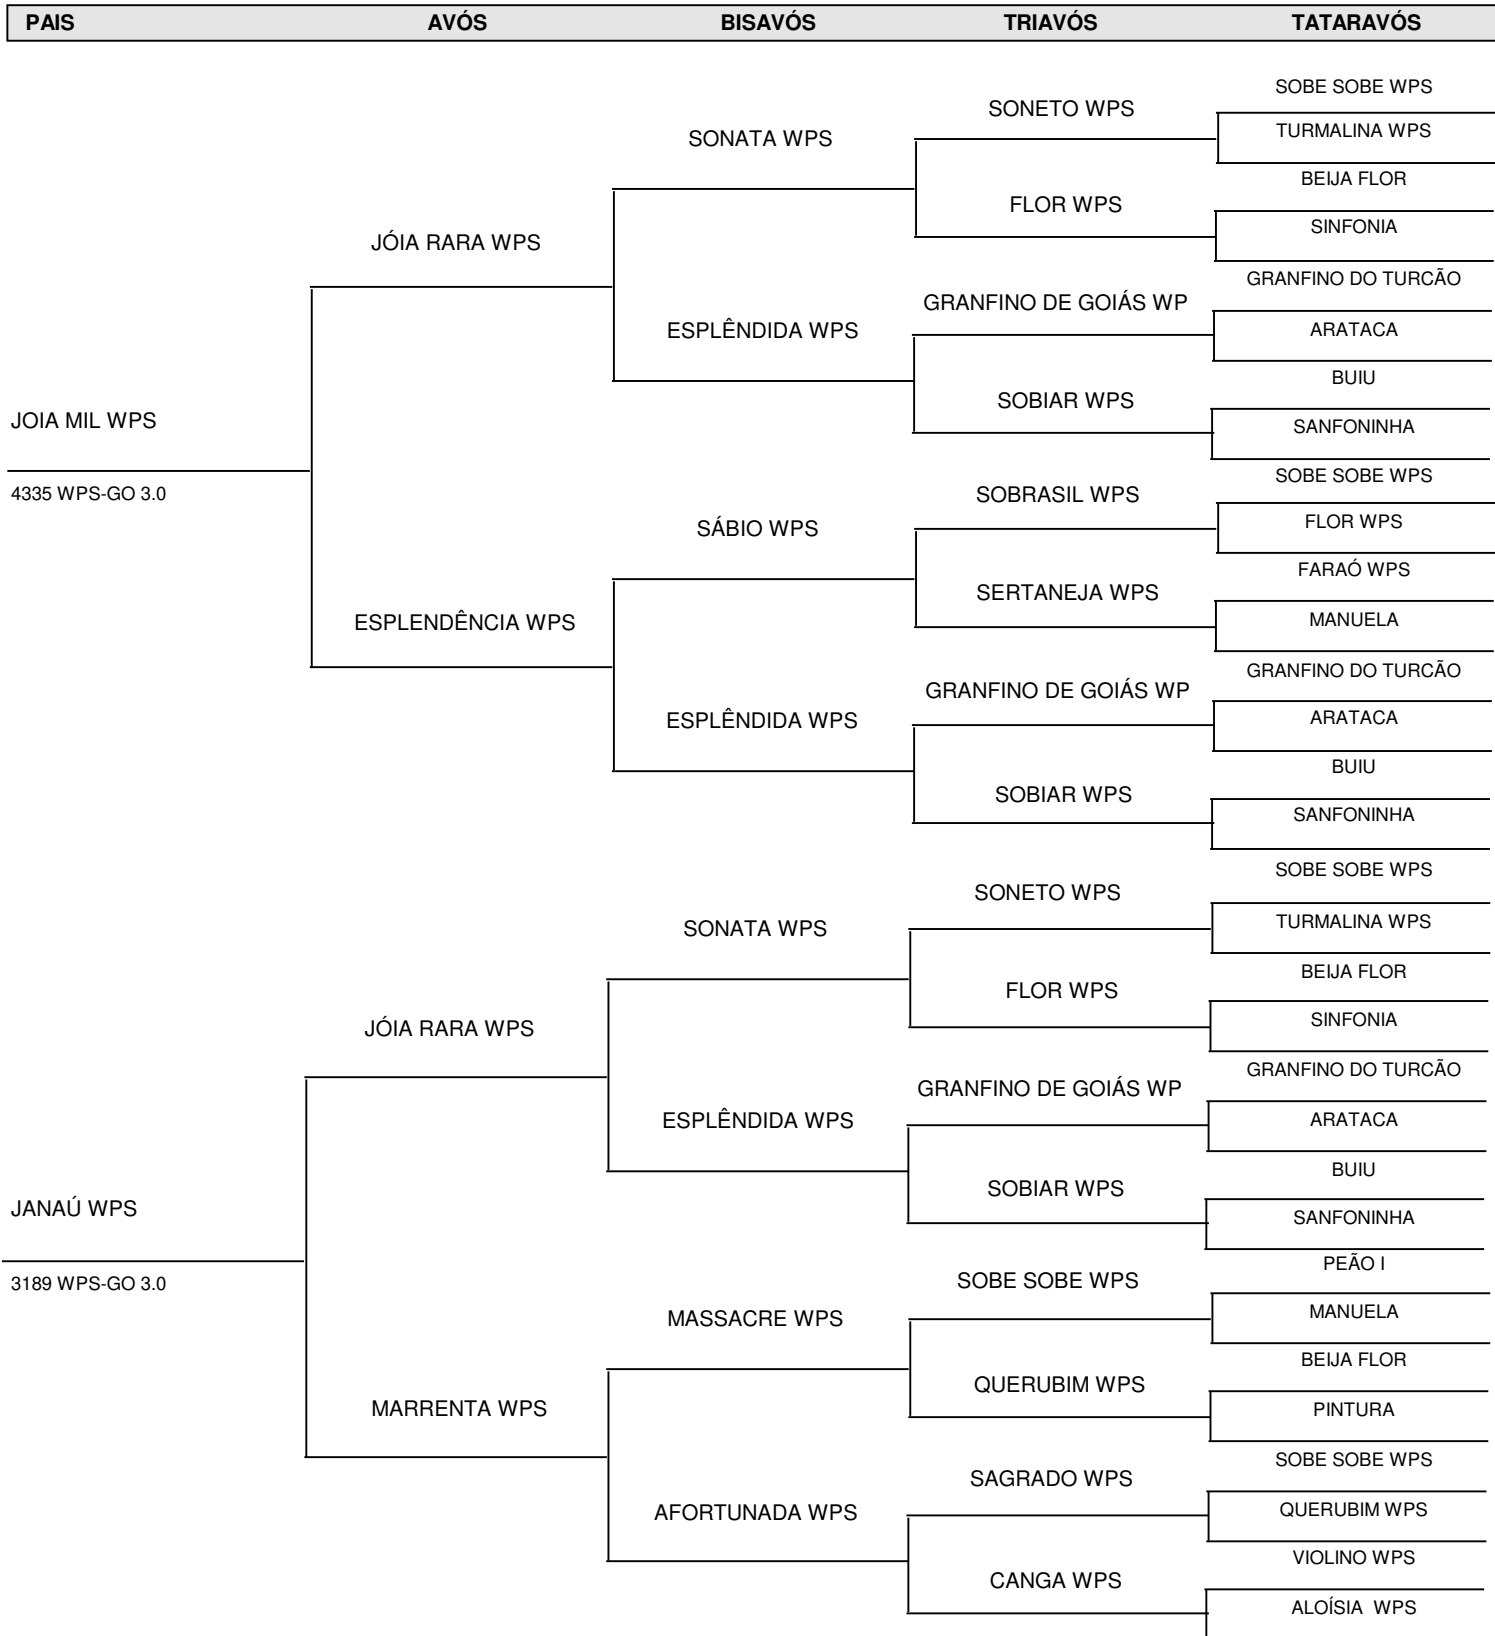 PAIS AVÓS BISAVÓS TRIAVÓS TATARAVÓS
SOBE SOBE WPS
SONETO WPS
TURMALINA WPS
SONATA WPS
BEIJA FLOR
FLOR WPS
SINFONIA
JÓIA RARA WPS
GRANFINO DO TURCÃO
GRANFINO DE GOIÁS WP
ARATACA
ESPLÊNDIDA WPS
BUIU
SOBIAR WPS
SANFONINHA
JOIA MIL WPS
4335 WPS-GO 3.0
SOBE SOBE WPS
SOBRASIL WPS
FLOR WPS
SÁBIO WPS
FARAÓ WPS
SERTANEJA WPS
MANUELA
ESPLENDÊNCIA WPS
GRANFINO DO TURCÃO
GRANFINO DE GOIÁS WP
ARATACA
ESPLÊNDIDA WPS
BUIU
SOBIAR WPS
SANFONINHA
SOBE SOBE WPS
SONETO WPS
TURMALINA WPS
SONATA WPS
BEIJA FLOR
FLOR WPS
SINFONIA
JÓIA RARA WPS
GRANFINO DO TURCÃO
GRANFINO DE GOIÁS WP
ARATACA
ESPLÊNDIDA WPS
BUIU
SOBIAR WPS
SANFONINHA
JANAÚ WPS
3189 WPS-GO 3.0
PEÃO I
SOBE SOBE WPS
MANUELA
MASSACRE WPS
BEIJA FLOR
QUERUBIM WPS
PINTURA
MARRENTA WPS
SOBE SOBE WPS
SAGRADO WPS
QUERUBIM WPS
AFORTUNADA WPS
VIOLINO WPS
CANGA WPS
ALOÍSIA WPS